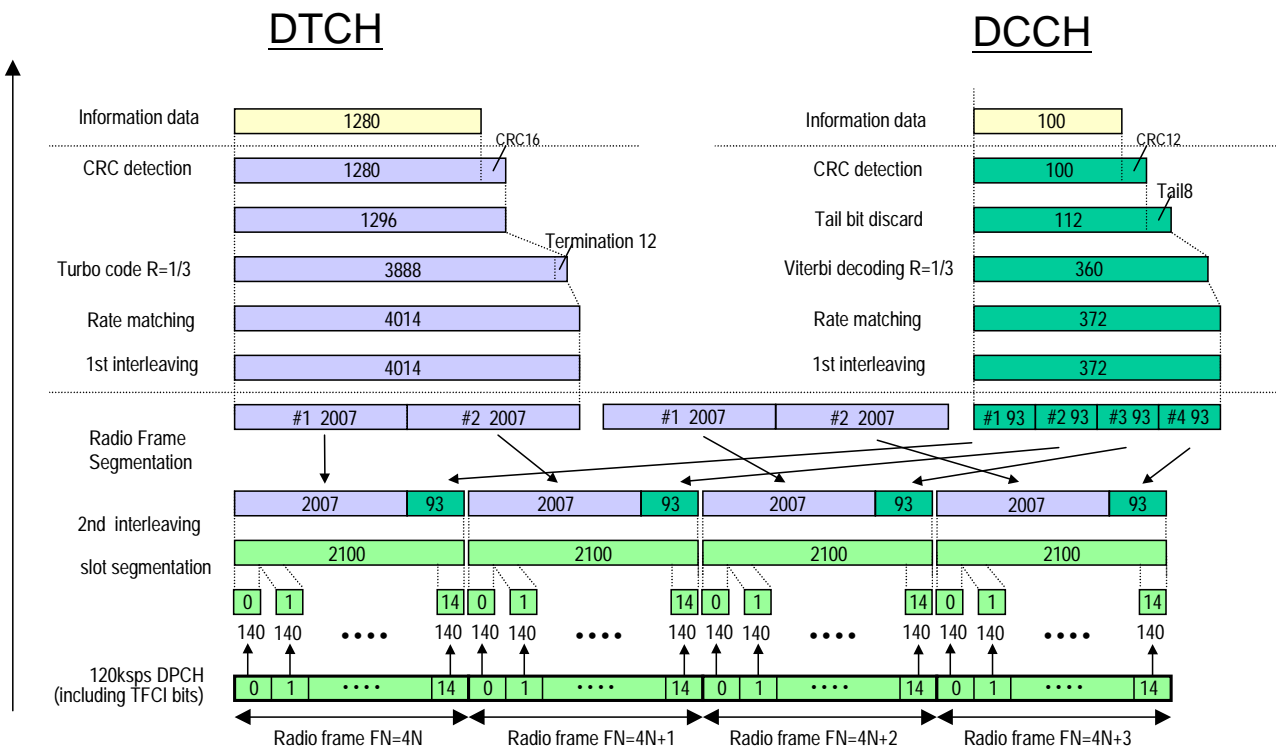 DTCH
DCCH
Information data
1280
Information data
100
CRC16
CRC12
CRC detection
1280
CRC detection
100
Tail8
1296
Tail bit discard
112
Termination 12
Turbo code R=1/3
3888
Viterbi decoding R=1/3
360
Rate matching
4014
Rate matching
372
1st interleaving
4014
1st interleaving
372
#1 2007
#2 2007
#1 2007
#2 2007
#1 93
#2 93
#3 93
#4 93
Radio Frame
Segmentation
2007
93
2007
93
2007
93
2007
93
2nd interleaving
2100
2100
2100
2100
slot segmentation
0
1
14
0
1
14
0
1
14
0
1
14
140
140
••••
140
140
140
••••
140
140
140
••••
140
140
140
••••
140
120ksps DPCH
(including TFCI bits)
0
1
••••
14
0
1
••••
14
0
1
••••
14
0
1
••••
14
Radio frame FN=4N
Radio frame FN=4N+1
Radio frame FN=4N+2
Radio frame FN=4N+3